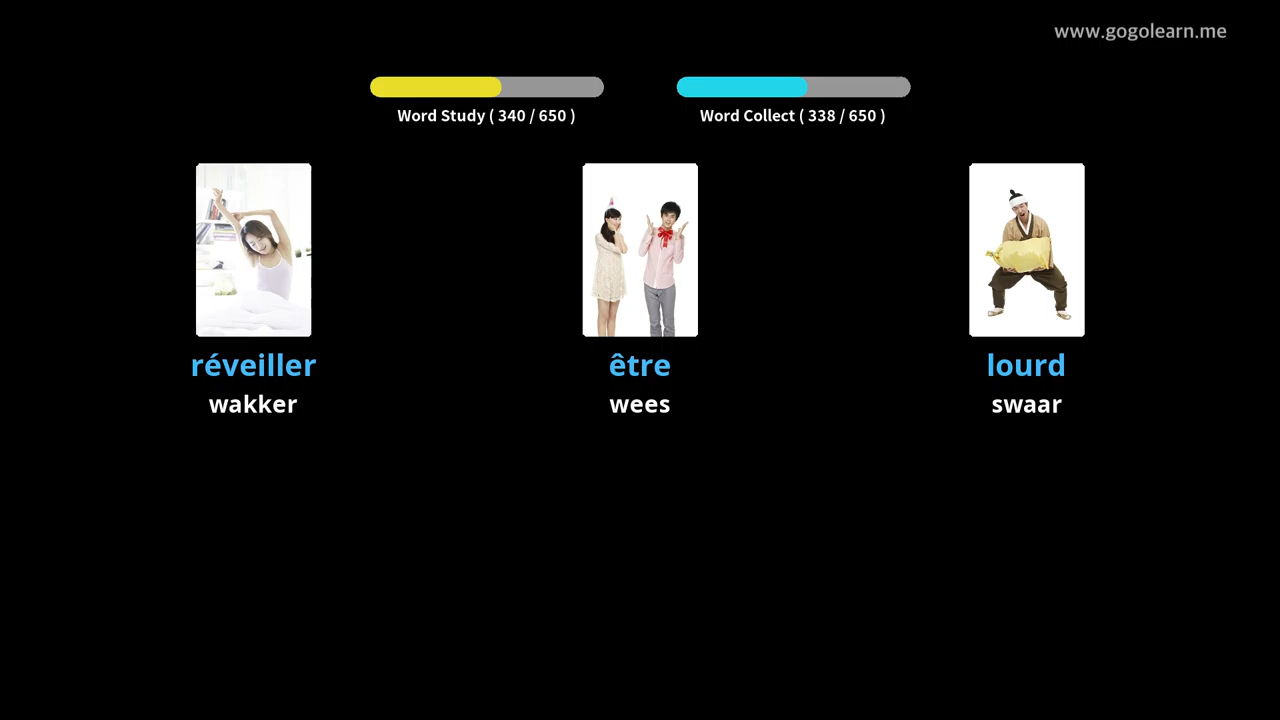 www.gogolearn.me
Word Study ( 340 / 650 )
Word Collect ( 338 / 650 )
réveiller
être
lourd
wakker
wees
swaar